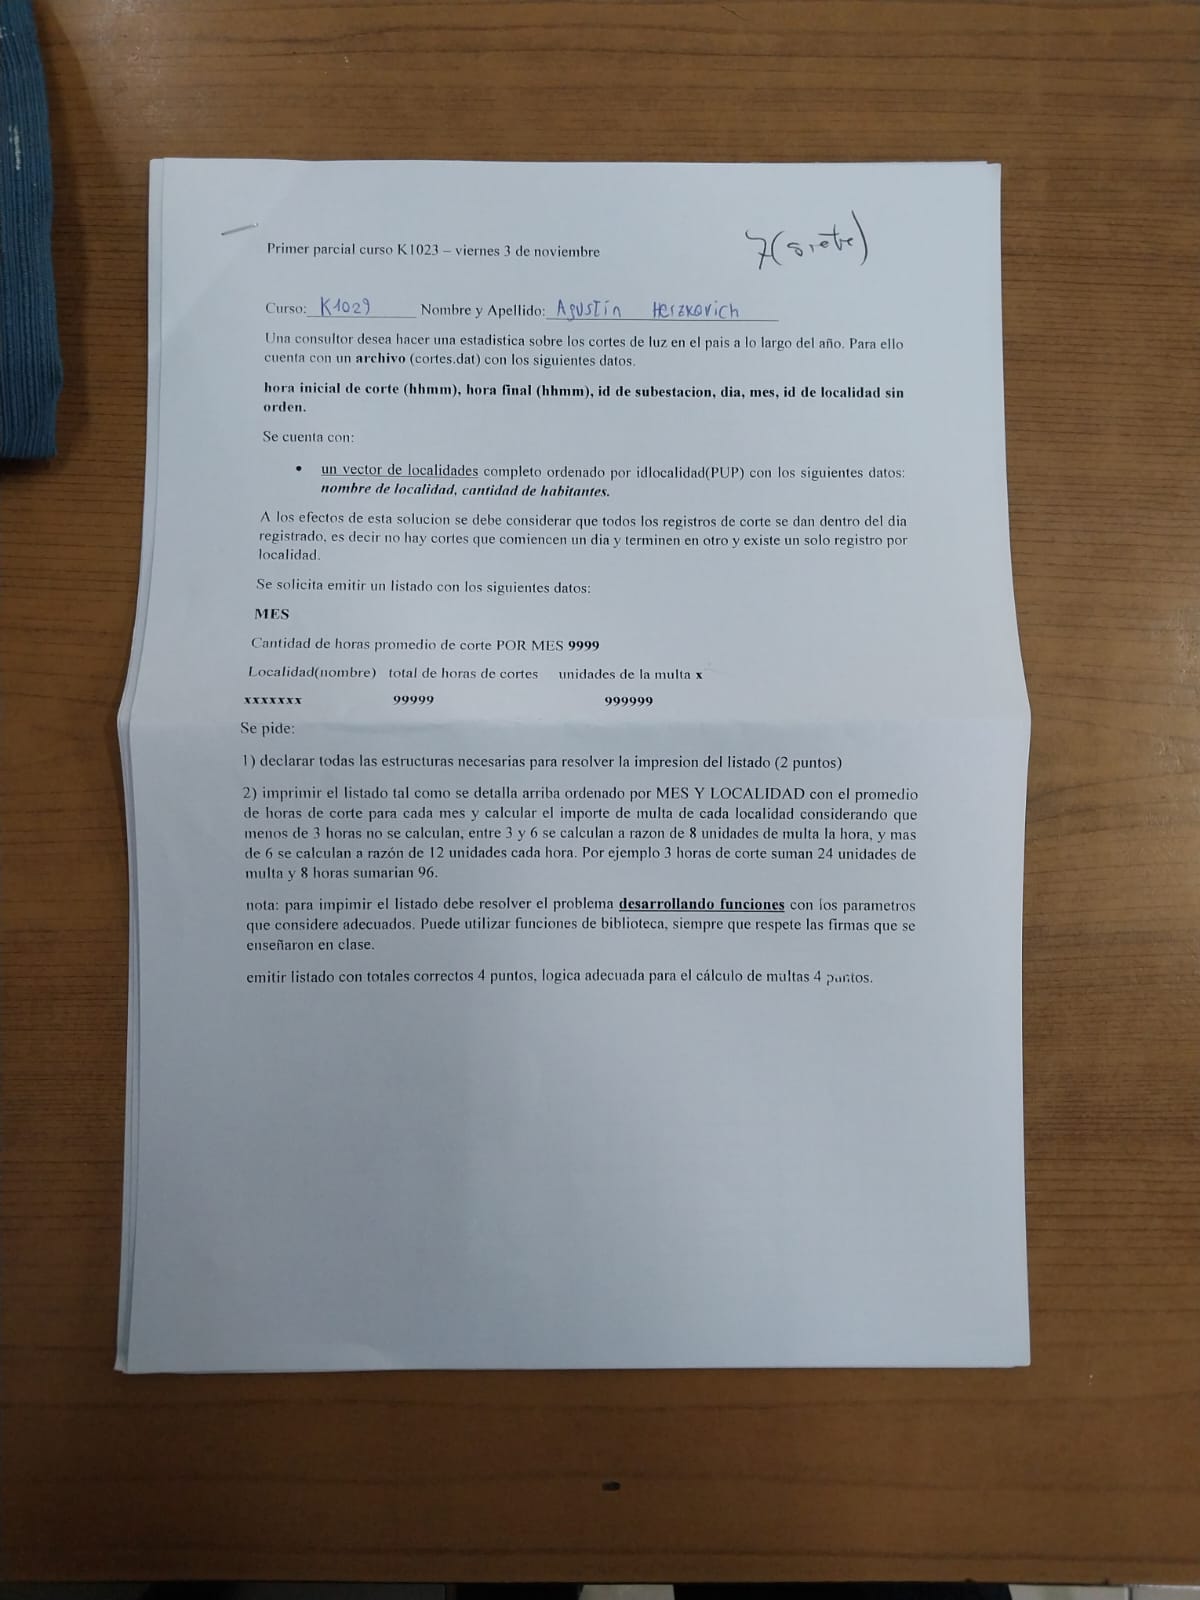 7(siete)
Primer parcial curso K1023 – viernes 3 de noviembre
Curso: K1029 Nombre y Apellido: Agustín Herzkovich
Una consultor desea hacer una estadistica sobre los cortes de luz en el pais a lo largo del año. Para ello
cuenta con un archivo (cortes.dat) con los siguientes datos.
hora inicial de corte (hhmm), hora final (hhmm), id de subestacion, dia, mes, id de localidad sin
orden.
Se cuenta con:
• un vector de localidades completo ordenado por idlocalidad(PUP) con los siguientes datos:
nombre de localidad, cantidad de habitantes.
A los efectos de esta solucion se debe considerar que todos los registros de corte se dan dentro del dia
registrado, es decir no hay cortes que comiencen un dia y terminen en otro y existe un solo registro por
localidad.
Se solicita emitir un listado con los siguientes datos:
MES
Cantidad de horas promedio de corte POR MES 9999
Localidad(nombre) total de horas de cortes unidades de la multa x
xxxxxxx 99999 999999
Se pide:
1) declarar todas las estructuras necesarias para resolver la impresion del listado (2 puntos)
2) imprimir el listado tal como se detalla arriba ordenado por MES Y LOCALIDAD con el promedio
de horas de corte para cada mes y calcular el importe de multa de cada localidad considerando que
menos de 3 horas no se calculan, entre 3 y 6 se calculan a razon de 8 unidades de multa la hora, y mas
de 6 se calculan a razón de 12 unidades cada hora. Por ejemplo 3 horas de corte suman 24 unidades de
multa y 8 horas sumarian 96.
nota: para impimir el listado debe resolver el problema desarrollando funciones con los parametros
que considere adecuados. Puede utilizar funciones de biblioteca, siempre que respete las firmas que se
enseñaron en clase.
emitir listado con totales correctos 4 puntos, logica adecuada para el cálculo de multas 4 puntos.